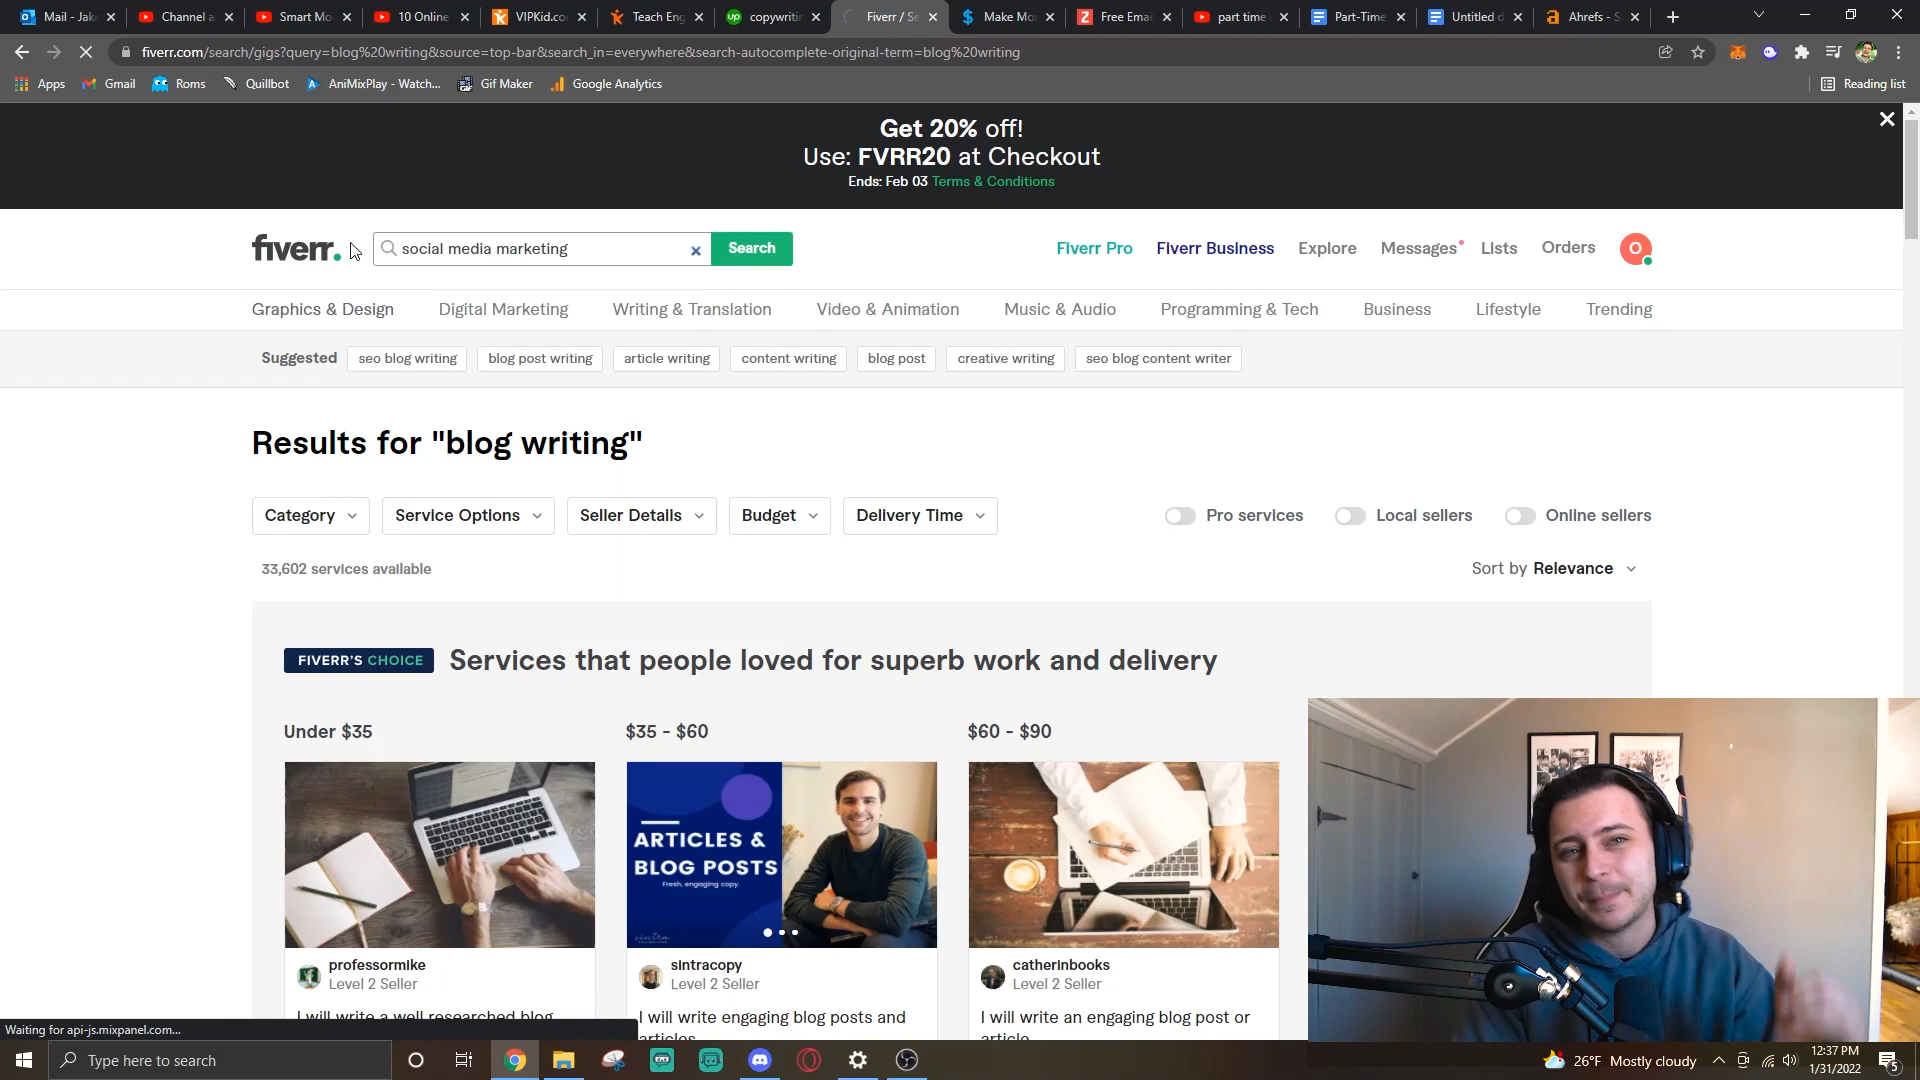 Mail - Jake
Channel a
Smart Mo
10 Online
VIPKid.co
Teach Eng
copywritin
Fiverr / Se
Make Mo
Free Emai
part time
Part-Time
Untitled d
Ahrefs - S
fiverr.com/search/gigs?query=blog%20writing&source=top-bar&search_in=everywhere&search-autocomplete-original-term=blog%20writing
Apps
Gmail
Roms
Quillbot
AniMixPlay - Watch...
Gif Maker
Google Analytics
Reading list
Get 20% off!
Use: FVRR20 at Checkout
Ends: Feb 03 Terms & Conditions
fiverr.
social media marketing
Search
Fiverr Pro
Fiverr Business
Explore
Messages
Lists
Orders
O
Graphics & Design
Digital Marketing
Writing & Translation
Video & Animation
Music & Audio
Programming & Tech
Business
Lifestyle
Trending
Suggested
seo blog writing
blog post writing
article writing
content writing
blog post
creative writing
seo blog content writer
Results for "blog writing"
Category
Service Options
Seller Details
Budget
Delivery Time
Pro services
Local sellers
Online sellers
33,602 services available
Sort by Relevance
FIVERR'S CHOICE
Services that people loved for superb work and delivery
Under $35
$35 - $60
$60 - $90
ARTICLES &
BLOG POSTS
Fresh, engaging copy.
professormike
Level 2 Seller
sintracopy
Level 2 Seller
catherinbooks
Level 2 Seller
I will write a well researched blog
I will write engaging blog posts and
articles
I will write an engaging blog post or
article
Waiting for api-js.mixpanel.com...
Type here to search
26°F Mostly cloudy
12:37 PM
1/31/2022
5